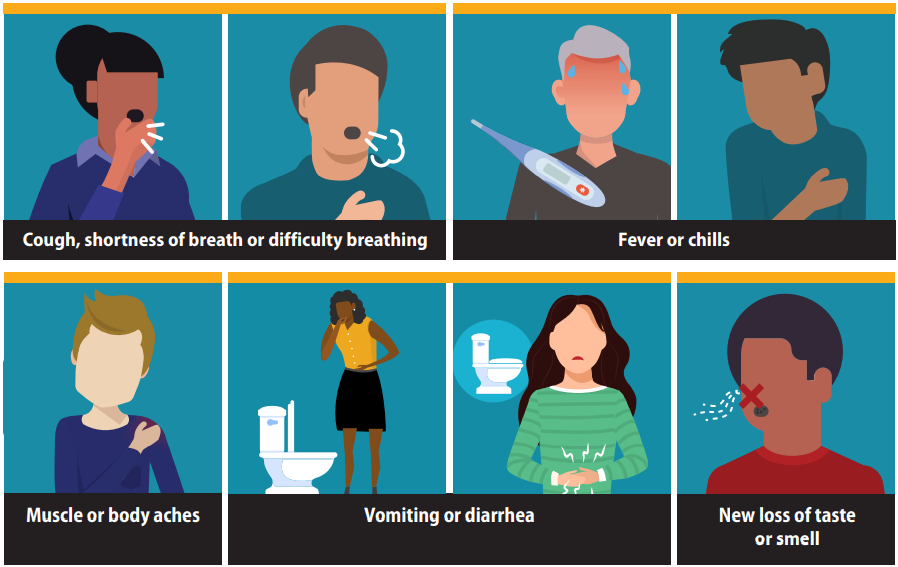 Cough, shortness of breath or difficulty breathing
Fever or chills
Muscle or body aches
Vomiting or diarrhea
New loss of taste
or smell